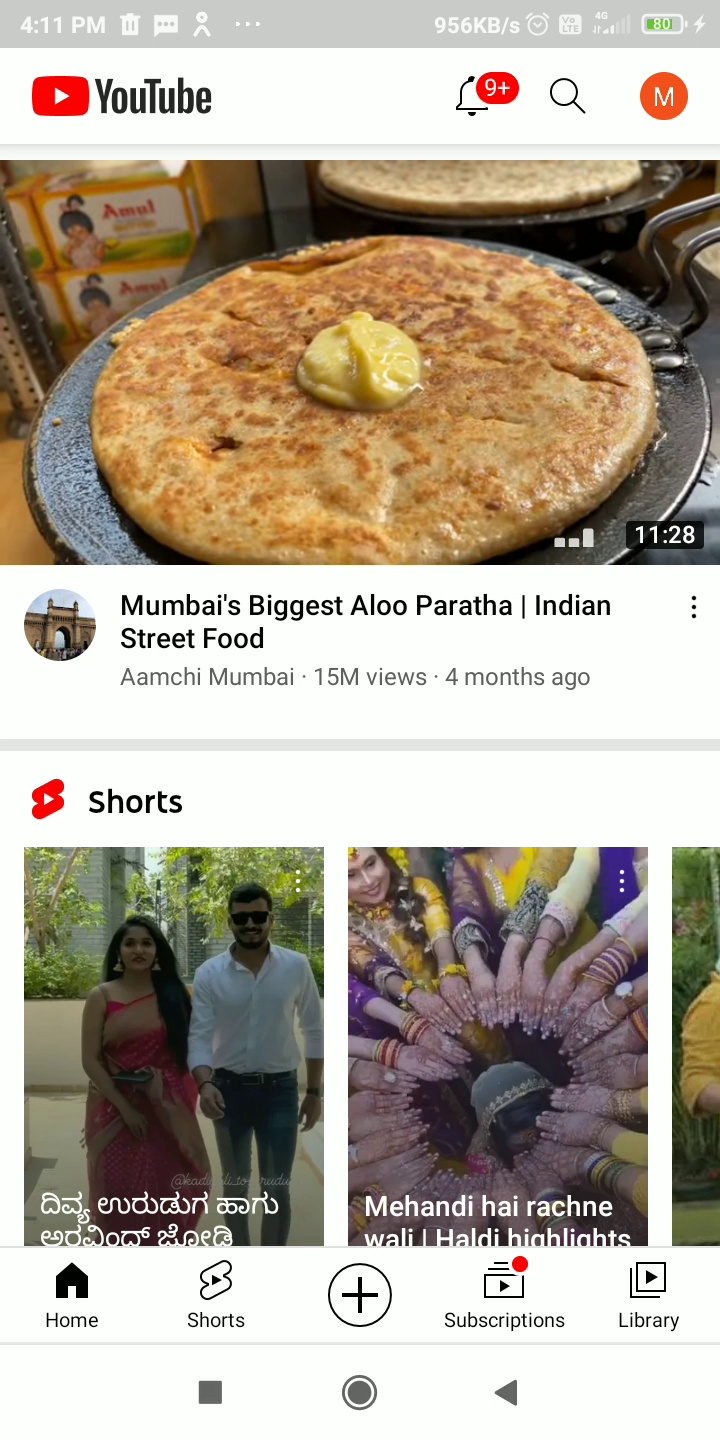 4:11 PM
956KB/s
Vo
LTE
4G
80
YouTube
9+
M
Amul
Amul
11:28
Mumbai's Biggest Aloo Paratha | Indian
Street Food
Aamchi Mumbai · 15M views · 4 months ago
Shorts
ದಿವ್ಯ ಉರುಡುಗ ಹಾಗು
ಅರವಿಂದ್ ಜೋಡಿ
Mehandi hai rachne
wali | Haldi highlights
Home
Shorts
Subscriptions
Library